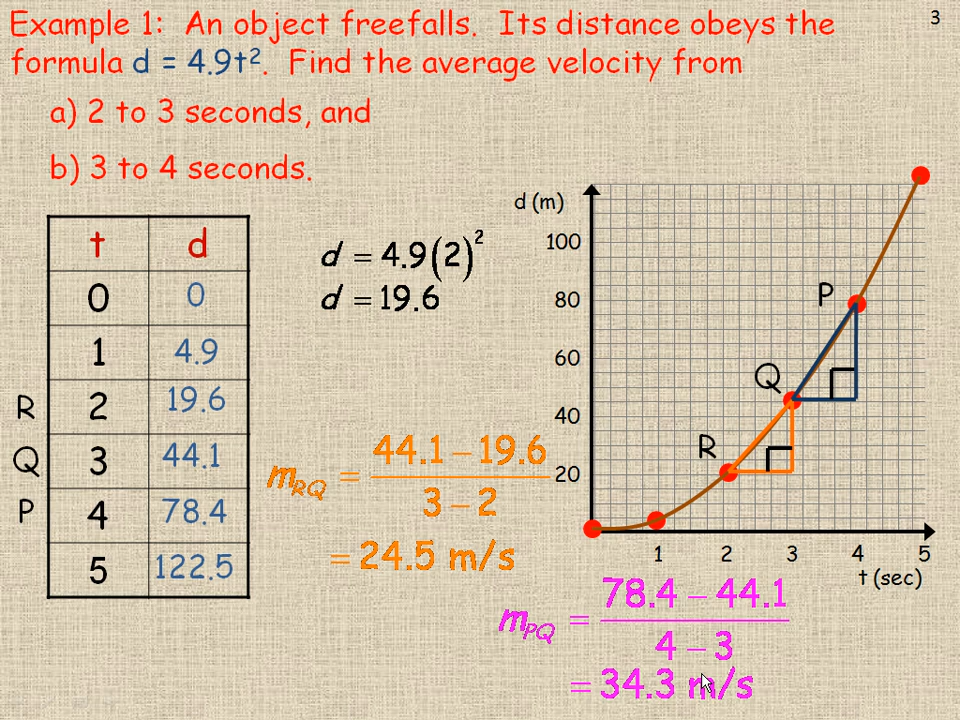 3
Example 1: An object freefalls. Its distance obeys the
formula d = 4.9t². Find the average velocity from
a) 2 to 3 seconds, and
b) 3 to 4 seconds.
t d
0 0
1 4.9
R 2 19.6
Q 3 44.1
P 4 78.4
5 122.5
d = 4.9(2)²
d = 19.6
m_RQ = (44.1 − 19.6)/(3 − 2)
= 24.5 m/s
d (m)
100
80
60
40
20
P
Q
R
1 2 3 4 5
t (sec)
m_PQ = (78.4 − 44.1)/(4 − 3)
= 34.3 m/s